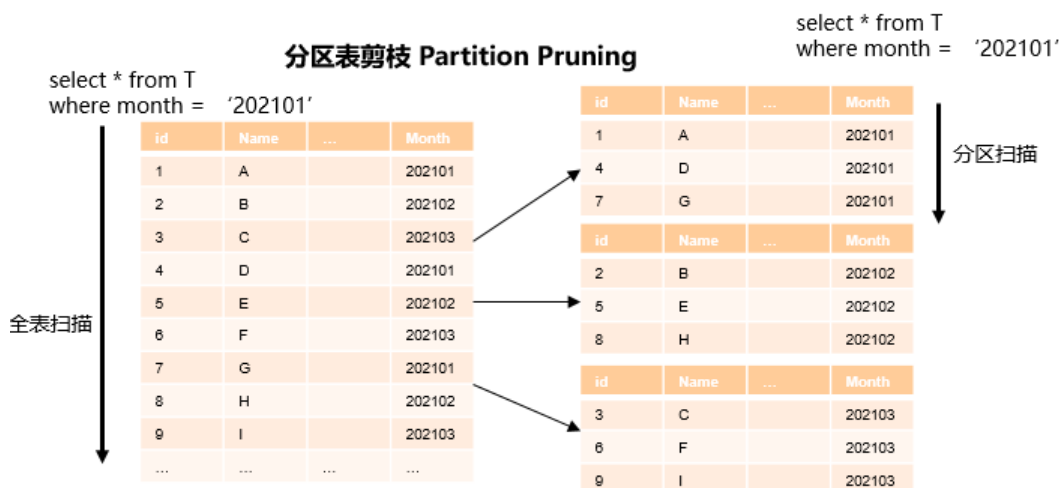 分区表剪枝 Partition Pruning
select * from T
where month = ‘202101’
全表扫描
id Name ... Month
1 A 202101
2 B 202102
3 C 202103
4 D 202101
5 E 202102
6 F 202103
7 G 202101
8 H 202102
9 I 202103
... ... ... ...
select * from T
where month = ‘202101’
分区扫描
id Name ... Month
1 A 202101
4 D 202101
7 G 202101
id Name ... Month
2 B 202102
5 E 202102
8 H 202102
id Name ... Month
3 C 202103
6 F 202103
9 I 202103